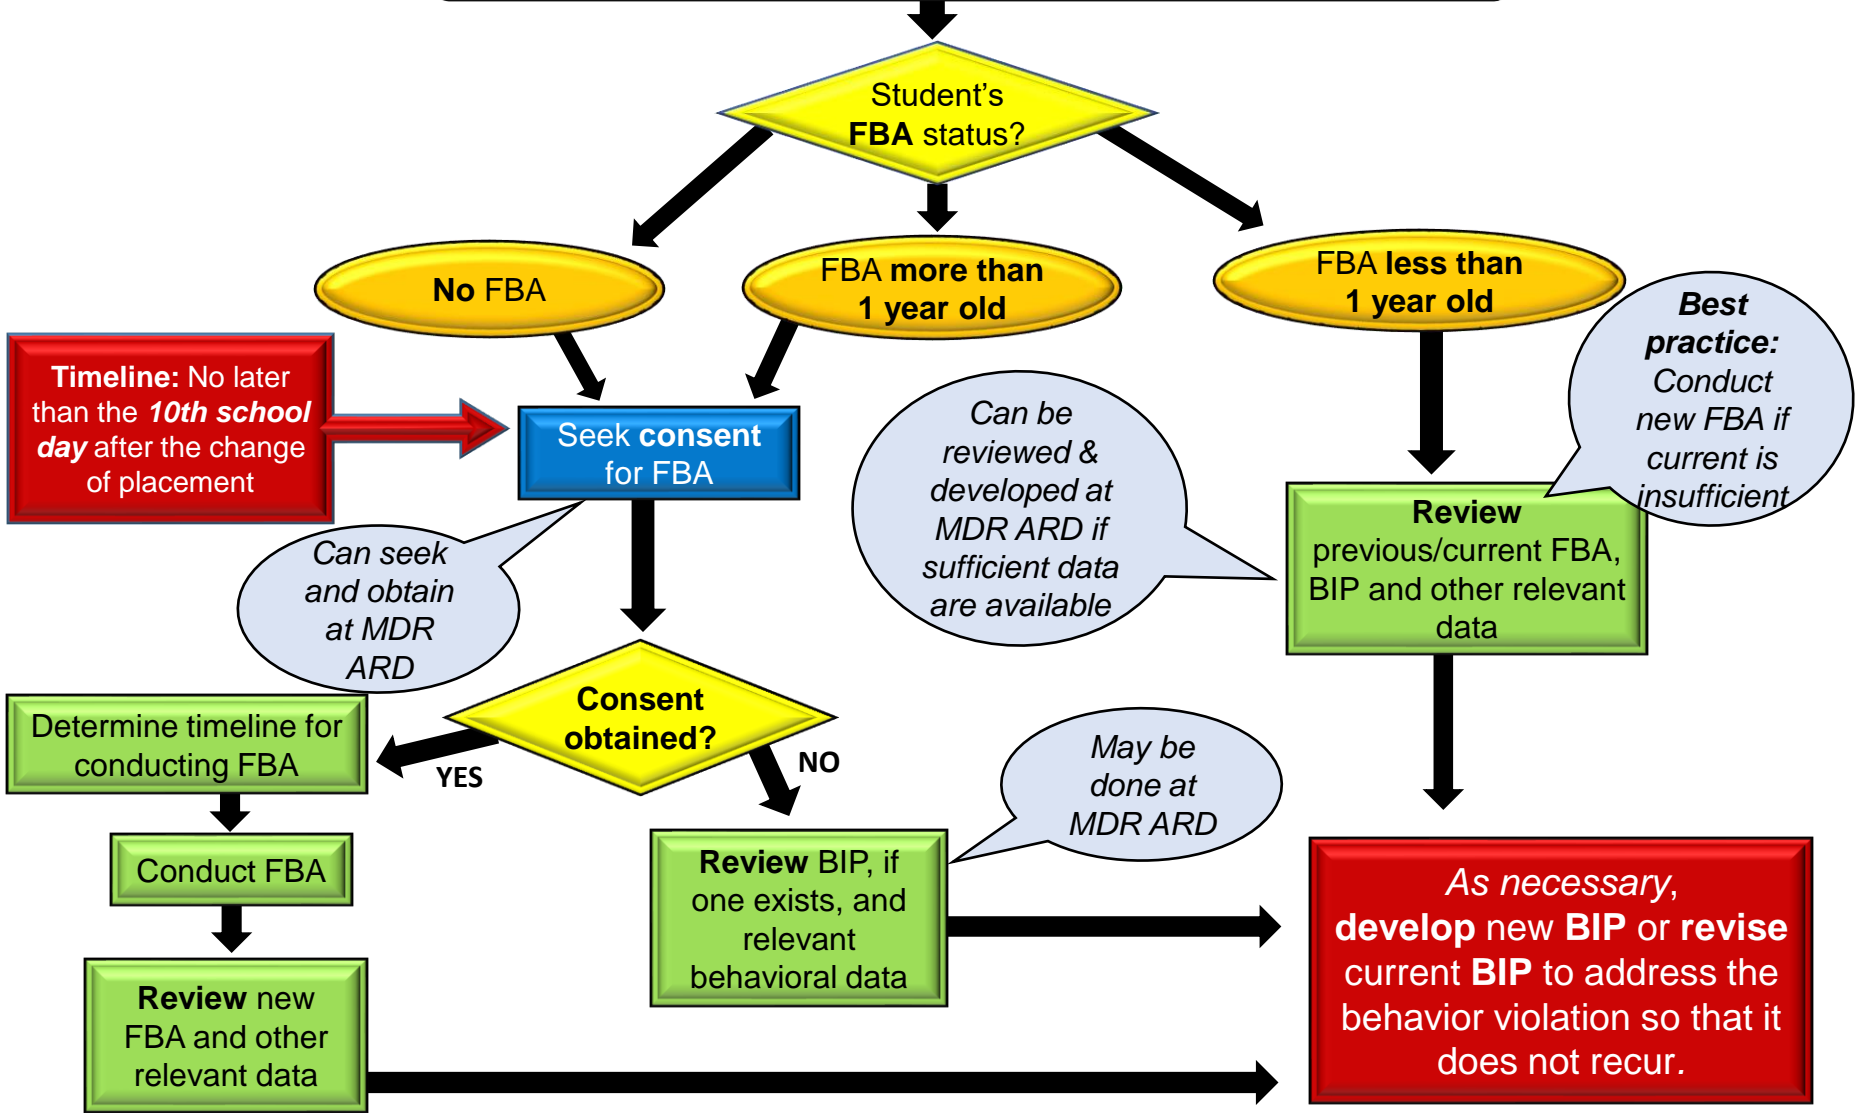 Student's
FBA status?
No FBA
FBA more than
1 year old
FBA less than
1 year old
Best
practice:
Conduct
new FBA if
current is
insufficient
Timeline: No later
than the 10th school
day after the change
of placement
Seek consent
for FBA
Can be
reviewed &
developed at
MDR ARD if
sufficient data
are available
Review
previous/current FBA,
BIP and other relevant
data
Can seek
and obtain
at MDR
ARD
Consent
obtained?
YES
NO
Determine timeline for
conducting FBA
May be
done at
MDR ARD
Conduct FBA
Review BIP, if
one exists, and
relevant
behavioral data
As necessary,
develop new BIP or revise
current BIP to address the
behavior violation so that it
does not recur.
Review new
FBA and other
relevant data